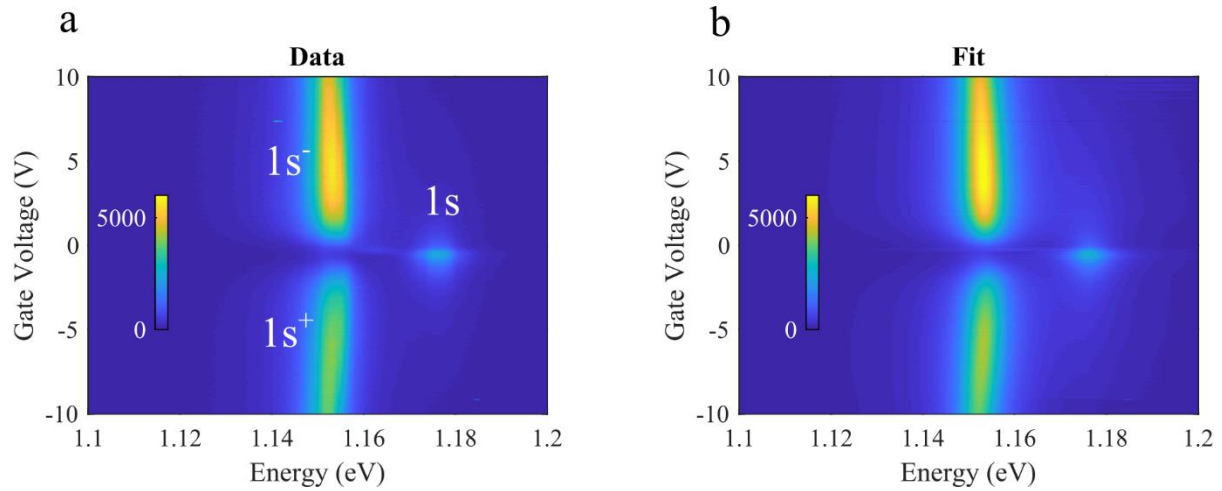 a
Data
10
5
0
-5
-10
Gate Voltage (V)
5000
0
1s-
1s
1s+
1.1
1.12
1.14
1.16
1.18
1.2
Energy (eV)
b
Fit
10
5
0
-5
-10
Gate Voltage (V)
5000
0
1.1
1.12
1.14
1.16
1.18
1.2
Energy (eV)